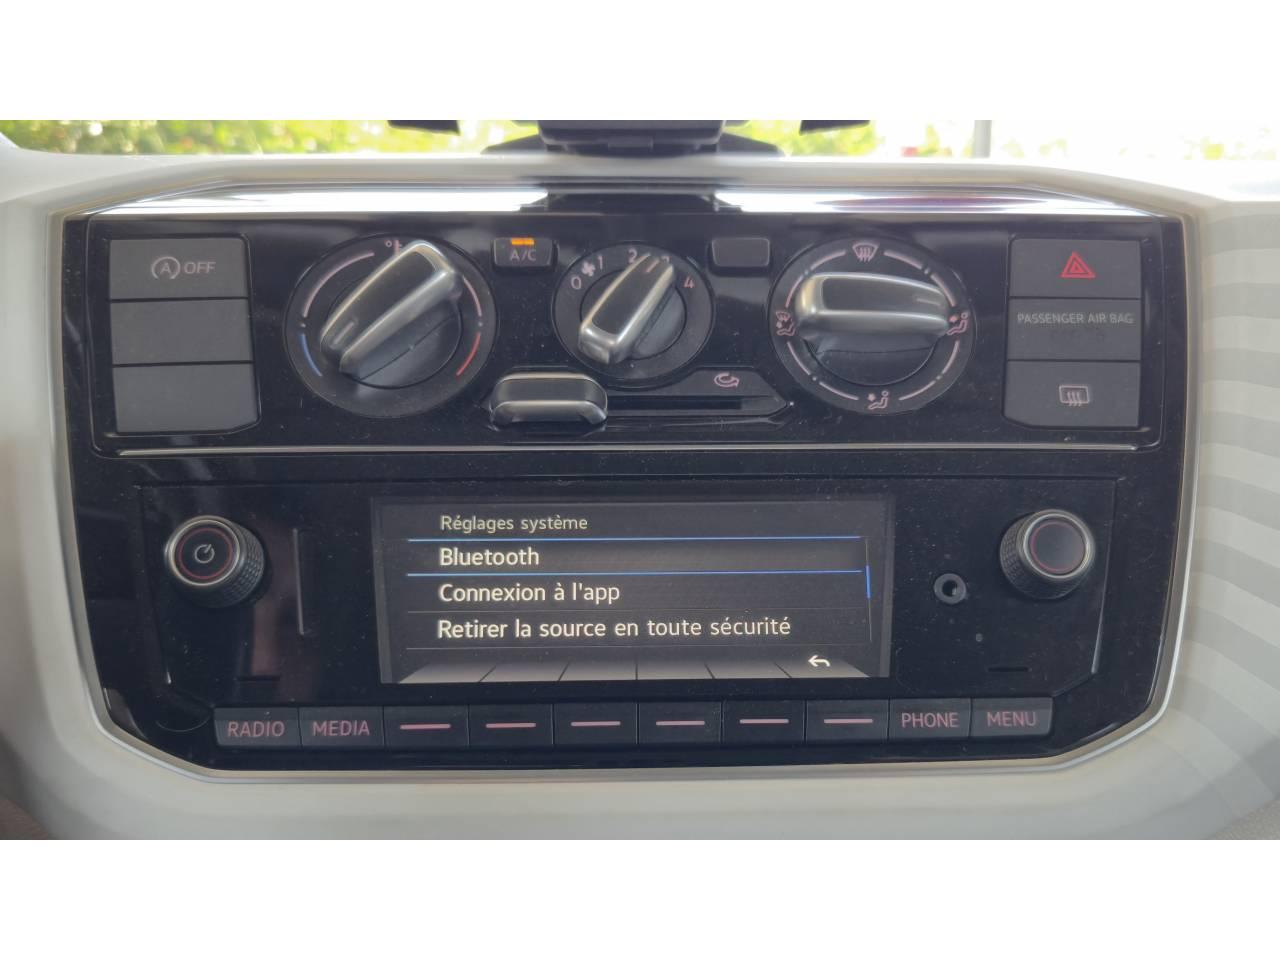 A OFF
A/C
0 1 2 3 4
PASSENGER AIR BAG
Réglages système
Bluetooth
Connexion à l'app
Retirer la source en toute sécurité
RADIO MEDIA PHONE MENU